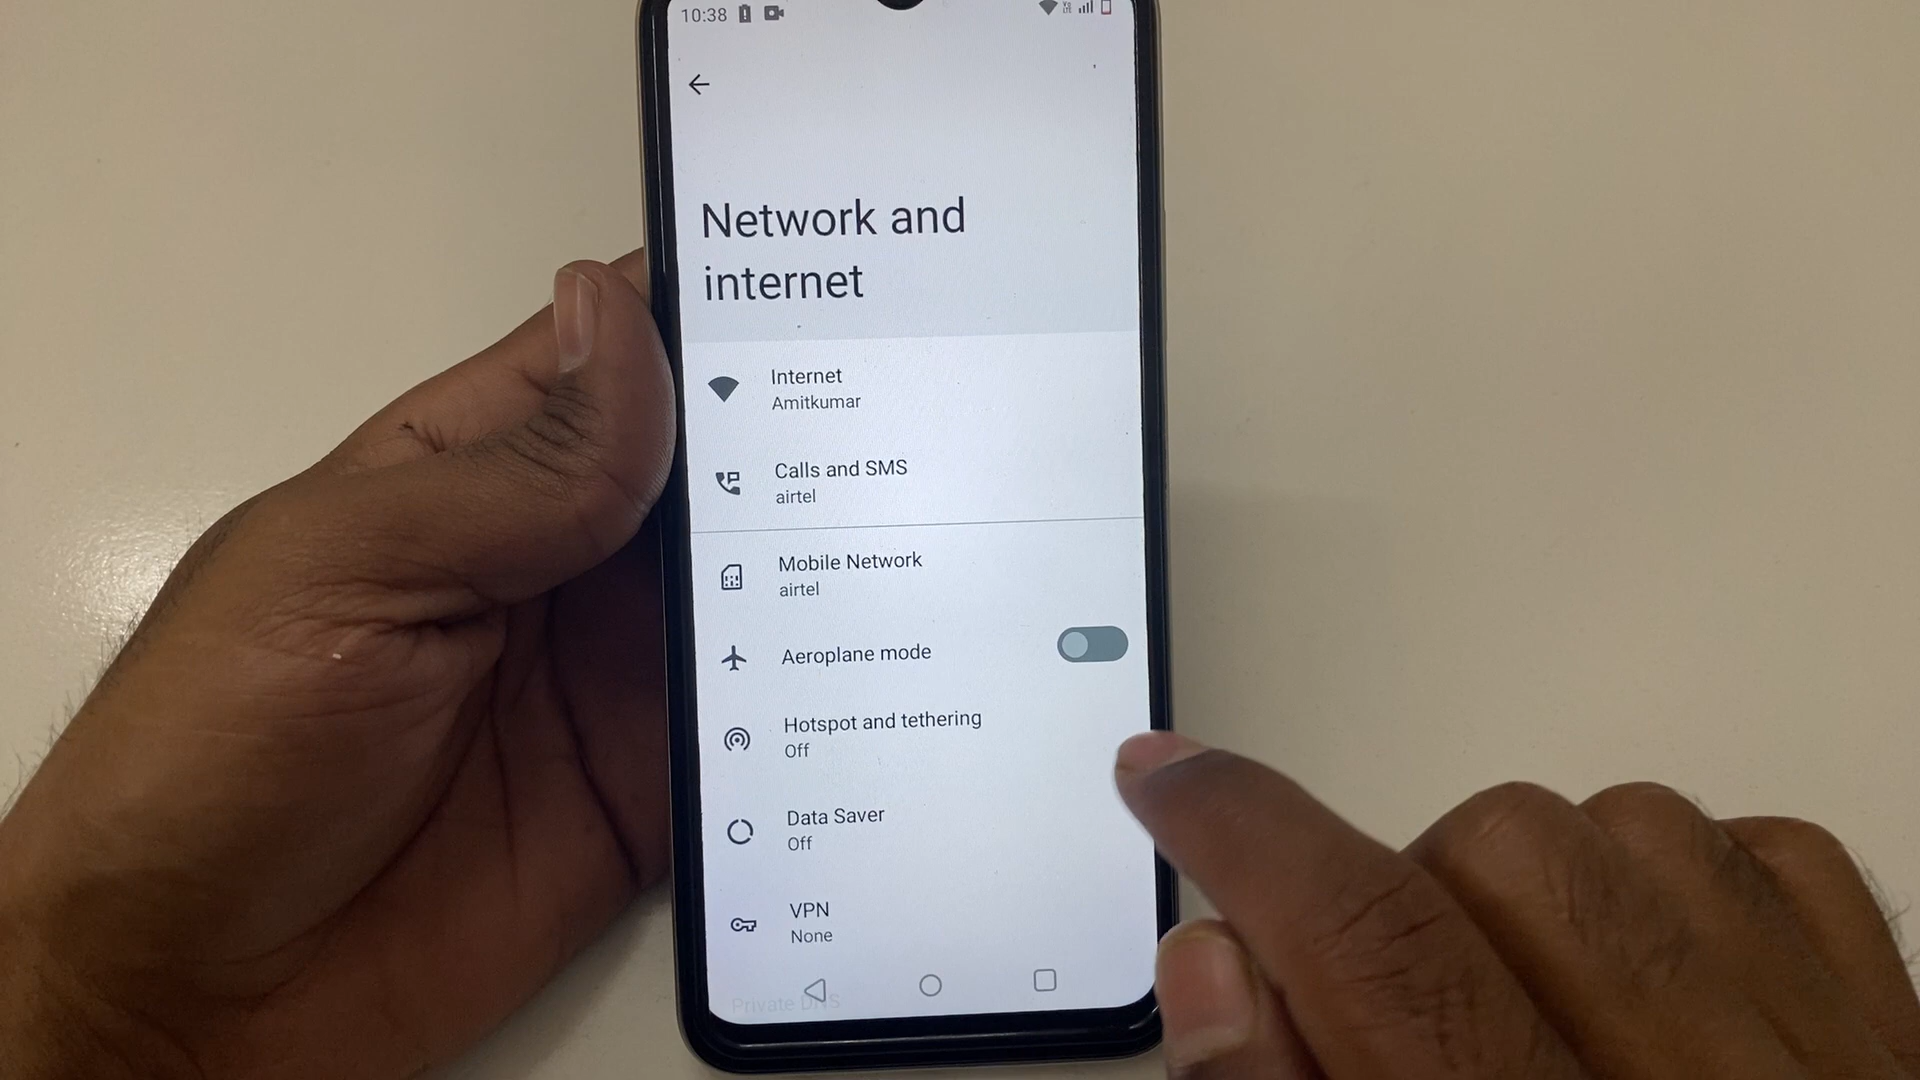 10:38
Network and
internet
Internet
Amitkumar
Calls and SMS
airtel
Mobile Network
airtel
Aeroplane mode
Hotspot and tethering
Off
Data Saver
Off
VPN
None
Private DNS